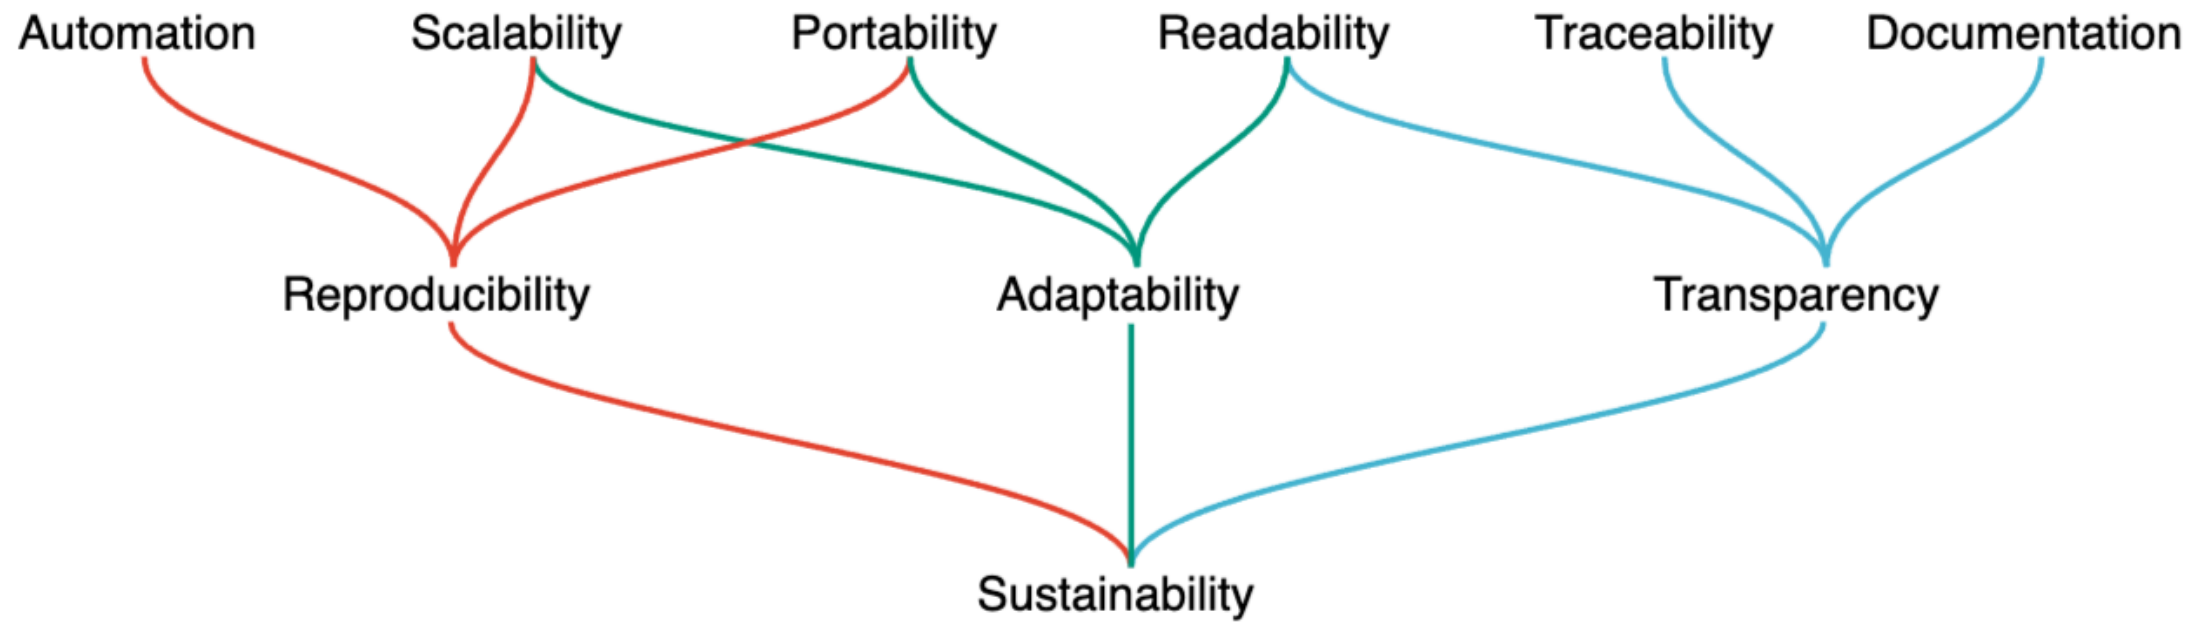 Automation Scalability Portability Readability Traceability Documentation
Reproducibility Adaptability Transparency
Sustainability